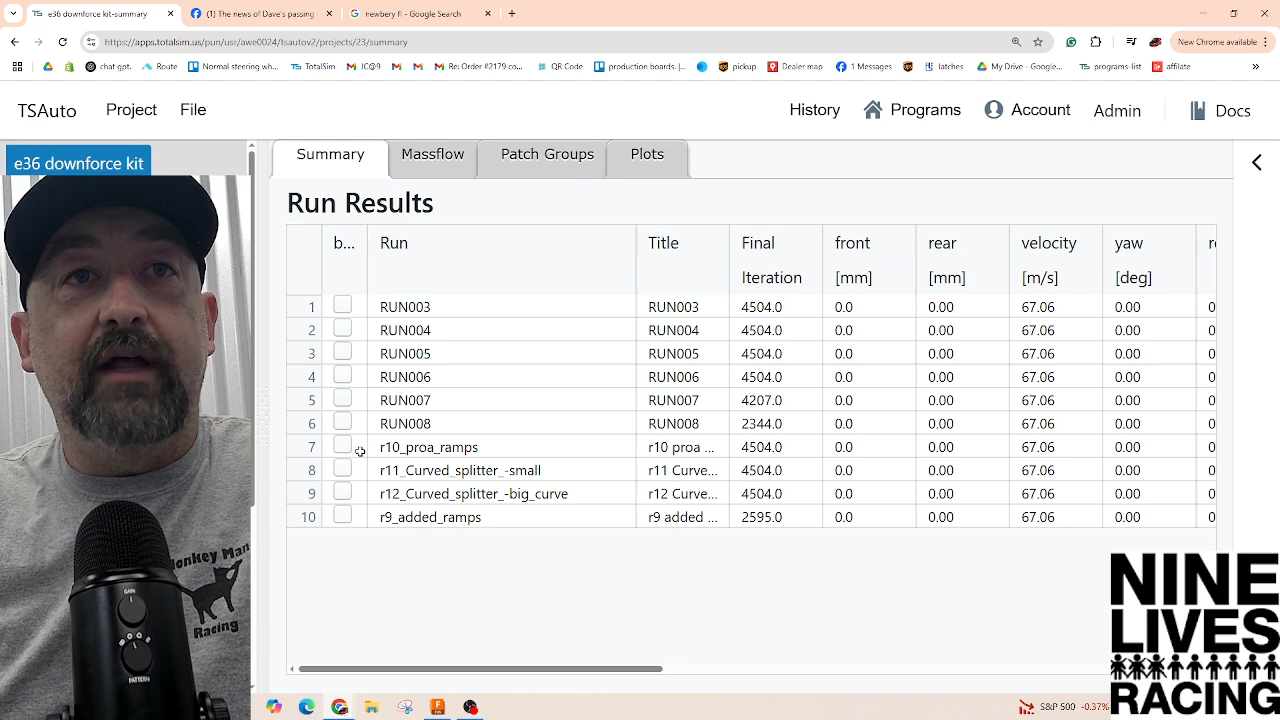 e36 downforce kit-summary
(1) The news of Dave's passing
newbery fl - Google Search
https://apps.totalsim.us/pun/usr/awe0024/tsautov2/projects/23/summary
New Chrome available
chat gpt.
Route
Normal steering wh...
TotalSim
JC@9
Re: Order #2179 co...
QR Code
production boards. |...
pickup
Dealer map
1 Messages
latches
My Drive - Google...
programs-list
affilate
TSAuto Project File History Programs Account Admin Docs
e36 downforce kit
Summary Massflow Patch Groups Plots
Run Results
b... Run Title Final Iteration front [mm] rear [mm] velocity [m/s] yaw [deg]
1 RUN003 RUN003 4504.0 0.0 0.00 67.06 0.00
2 RUN004 RUN004 4504.0 0.0 0.00 67.06 0.00
3 RUN005 RUN005 4504.0 0.0 0.00 67.06 0.00
4 RUN006 RUN006 4504.0 0.0 0.00 67.06 0.00
5 RUN007 RUN007 4207.0 0.0 0.00 67.06 0.00
6 RUN008 RUN008 2344.0 0.0 0.00 67.06 0.00
7 r10_proa_ramps r10 proa ... 4504.0 0.0 0.00 67.06 0.00
8 r11_Curved_splitter_-small r11 Curve... 4504.0 0.0 0.00 67.06 0.00
9 r12_Curved_splitter_-big_curve r12 Curve... 4504.0 0.0 0.00 67.06 0.00
10 r9_added_ramps r9 added ... 2595.0 0.0 0.00 67.06 0.00
GAIN
PATTERN
Monkey Man
Racing
NINE
LIVES
RACING
S&P 500 -0.37%